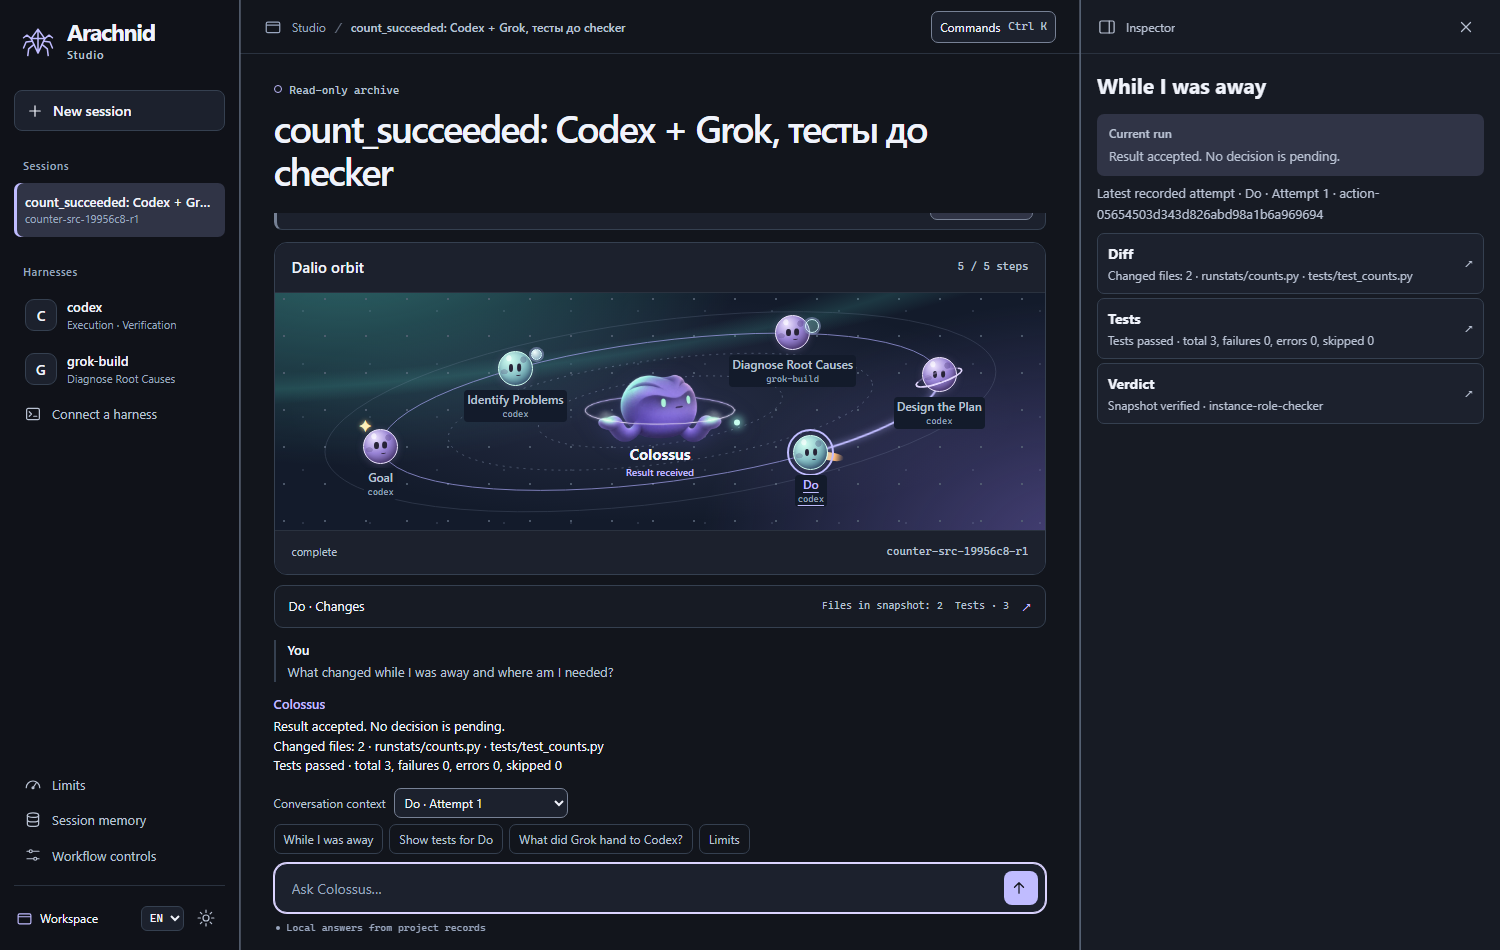 Arachnid
Studio
New session
Sessions
count_succeeded: Codex + Gr...
counter-src-19956c8-r1
Harnesses
C
codex
Execution · Verification
G
grok-build
Diagnose Root Causes
Connect a harness
Limits
Session memory
Workflow controls
Workspace
EN
Studio / count_succeeded: Codex + Grok, тесты до checker
Commands Ctrl K
Read-only archive
count_succeeded: Codex + Grok, тесты до
checker
Dalio orbit
5 / 5 steps
Diagnose Root Causes
grok-build
Identify Problems
codex
Design the Plan
codex
Colossus
Result received
Goal
codex
Do
codex
complete
counter-src-19956c8-r1
Do · Changes
Files in snapshot: 2 Tests · 3 ↗
You
What changed while I was away and where am I needed?
Colossus
Result accepted. No decision is pending.
Changed files: 2 · runstats/counts.py · tests/test_counts.py
Tests passed · total 3, failures 0, errors 0, skipped 0
Conversation context
Do · Attempt 1
While I was away
Show tests for Do
What did Grok hand to Codex?
Limits
Ask Colossus...
• Local answers from project records
Inspector
While I was away
Current run
Result accepted. No decision is pending.
Latest recorded attempt · Do · Attempt 1 · action-
05654503d343d826abd98a1b6a969694
Diff
Changed files: 2 · runstats/counts.py · tests/test_counts.py
↗
Tests
Tests passed · total 3, failures 0, errors 0, skipped 0
↗
Verdict
Snapshot verified · instance-role-checker
↗